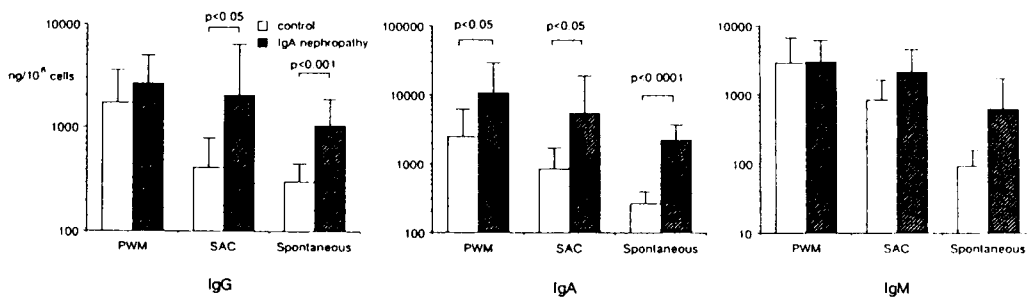 p<0.05
control
IgA nephropathy
p<0.001
10000
ng/10⁶ cells
1000
100
PWM SAC Spontaneous
IgG
p<0.05 p<0.05
p<0.0001
100000
10000
1000
100
PWM SAC Spontaneous
IgA
10000
1000
100
10
PWM SAC Spontaneous
IgM